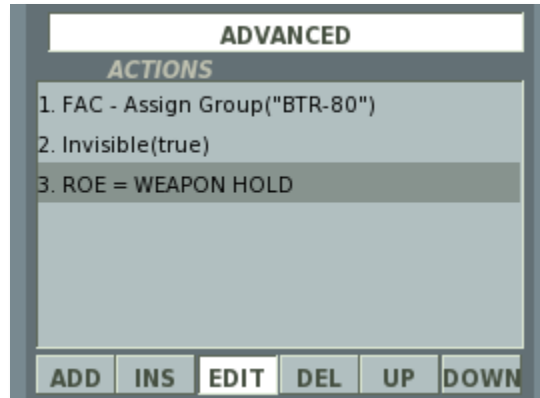 ADVANCED
ACTIONS
1. FAC - Assign Group("BTR-80")
2. Invisible(true)
3. ROE = WEAPON HOLD
ADD INS EDIT DEL UP DOWN